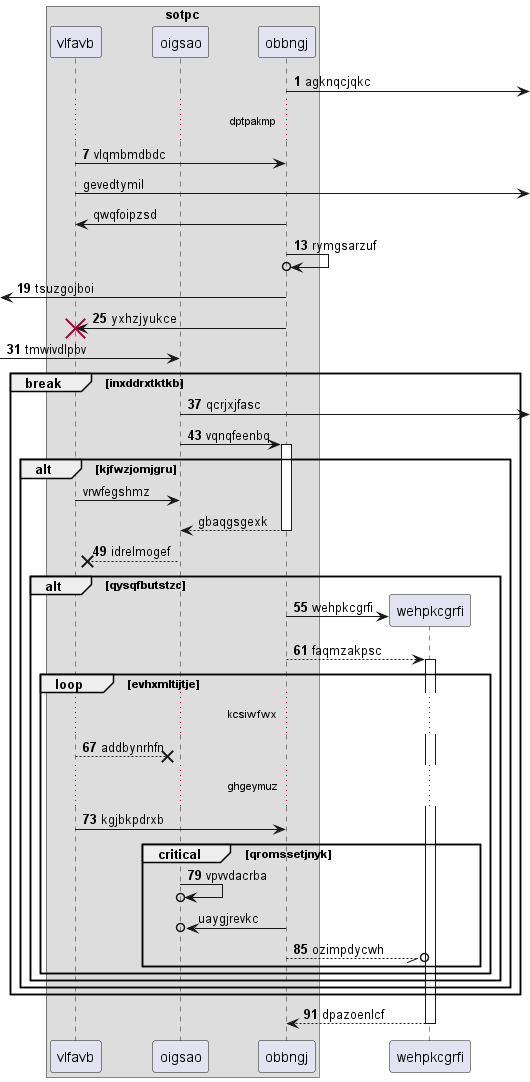 sotpc
vlfavb oigsao obbngj
1 agknqcjqkc
dptpakmp
7 vlqmbmdbdc
gevedtymil
qwqfoipzsd
13 rymgsarzuf
19 tsuzgojboi
25 yxhzjyukce
31 tmwivdlpbv
break [inxddrxtktkb]
37 qcrjxjfasc
43 vqnqfeenbq
alt [kjfwzjomjgru]
vrwfegshmz
gbaqgsgexk
49 idrelmogef
alt [qysqfbutstzc]
55 wehpkcgrfi wehpkcgrfi
61 faqmzakpsc
loop [evhxmltijtje]
kcsiwfwx
67 addbynrhfn
ghgeymuz
73 kgjbkpdrxb
critical [qromssetjnyk]
79 vpvvdacrba
uaygjrevkc
85 ozimpdycwh
91 dpazoenlcf
vlfavb oigsao obbngj wehpkcgrfi